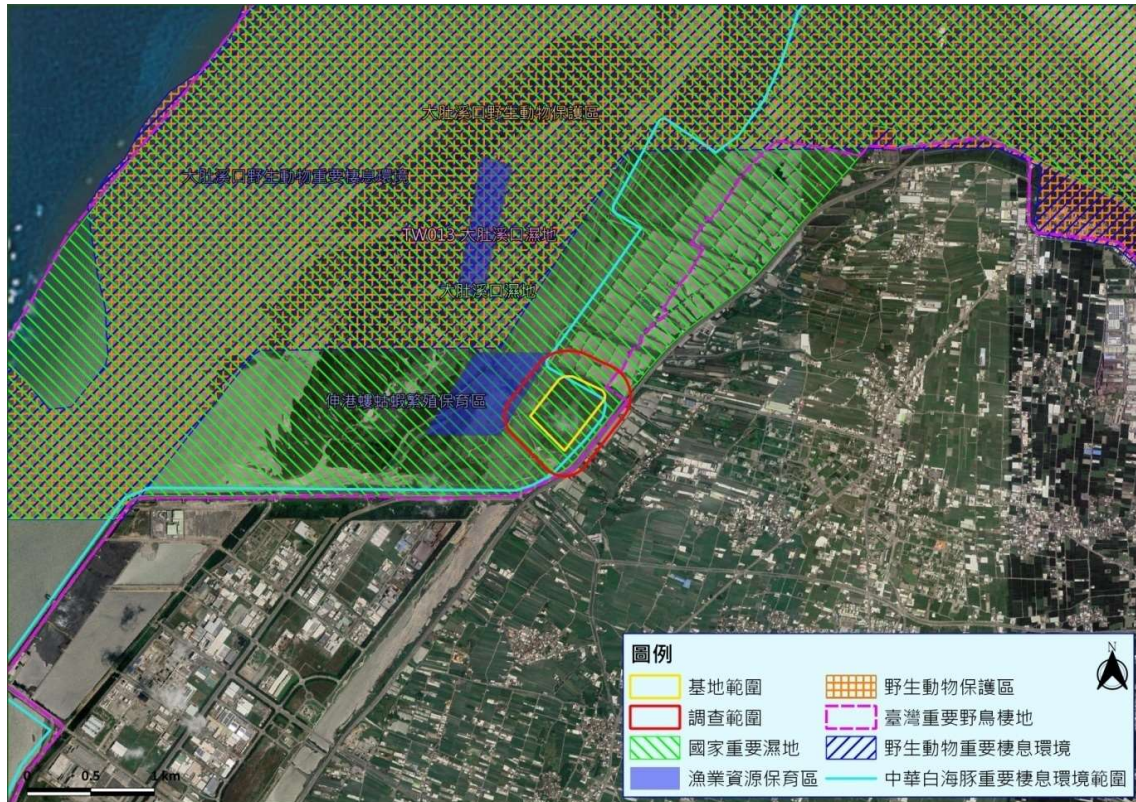 大肚溪口野生動物保護區
大肚溪口野生動物重要棲息環境
TW013 大肚溪口濕地
大肚溪口濕地
伸港螻蛄蝦繁殖保育區
圖例
基地範圍
野生動物保護區
調查範圍
臺灣重要野鳥棲地
國家重要濕地
野生動物重要棲息環境
漁業資源保育區
中華白海豚重要棲息環境範圍
N
0 0.5 1 km